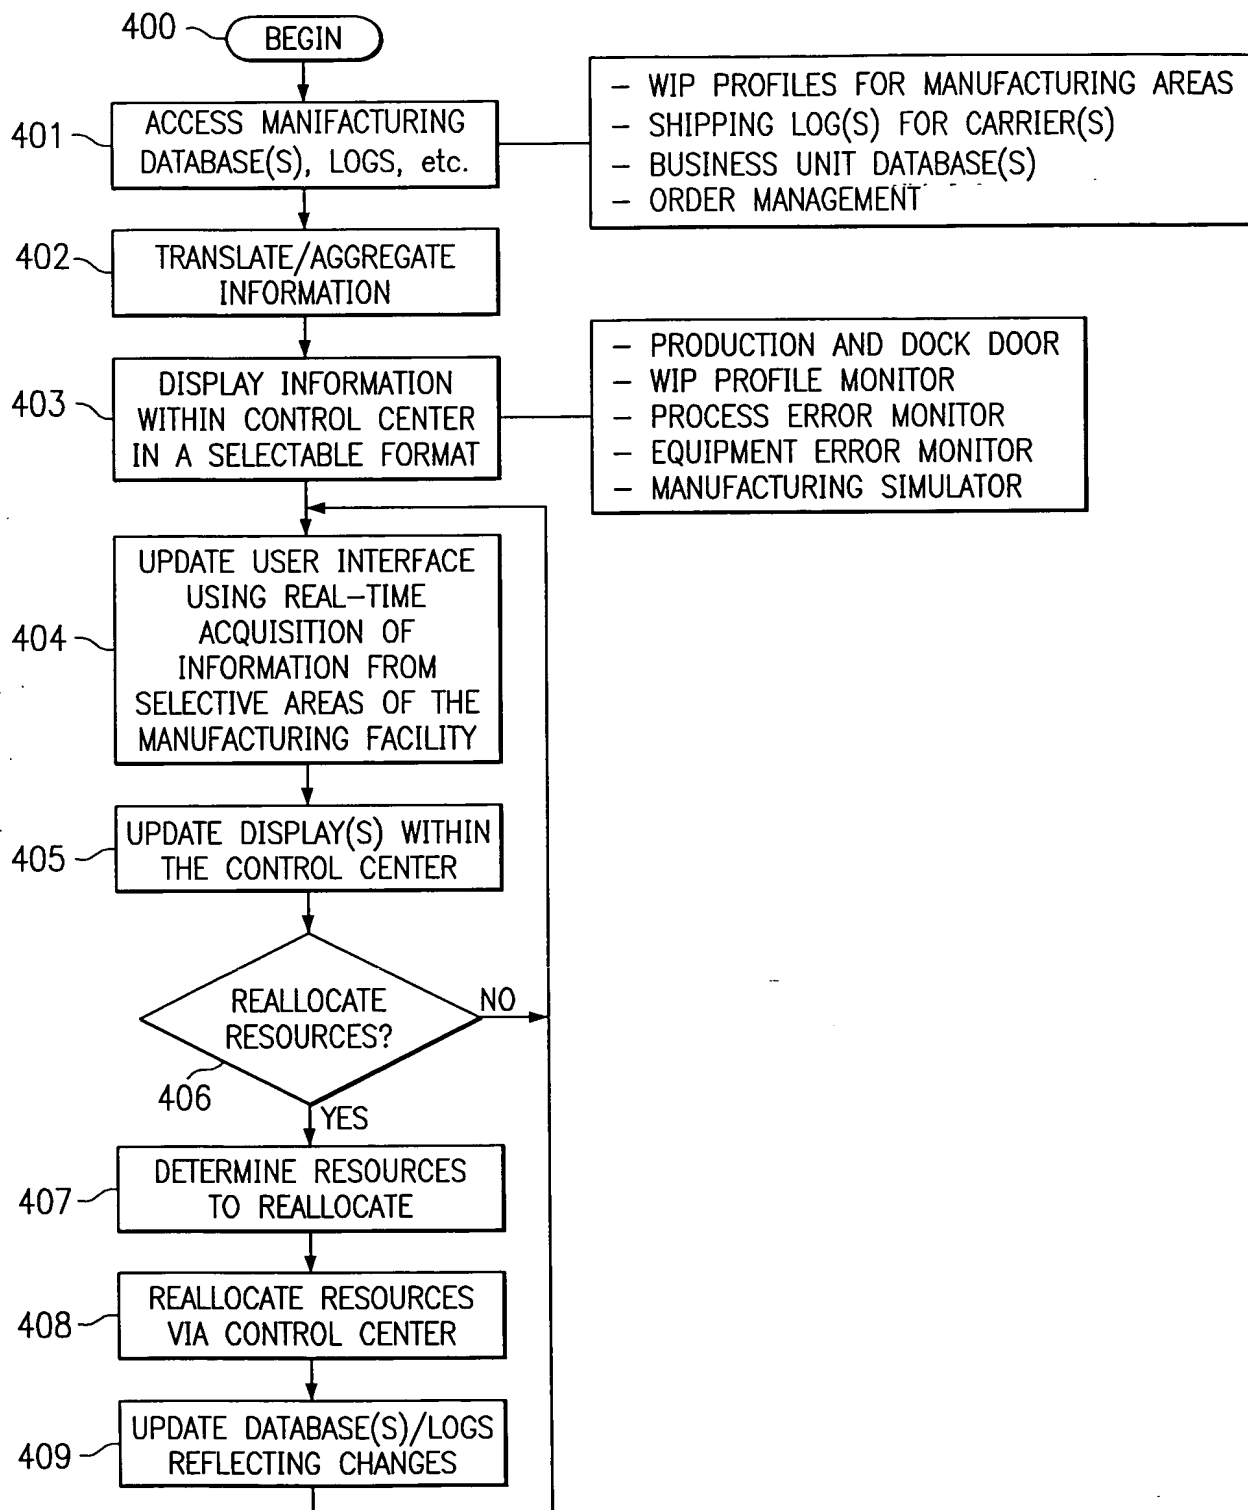 400
BEGIN
401
ACCESS MANIFACTURING
DATABASE(S), LOGS, etc.
– WIP PROFILES FOR MANUFACTURING AREAS
– SHIPPING LOG(S) FOR CARRIER(S)
– BUSINESS UNIT DATABASE(S)
– ORDER MANAGEMENT
402
TRANSLATE/AGGREGATE
INFORMATION
403
DISPLAY INFORMATION
WITHIN CONTROL CENTER
IN A SELECTABLE FORMAT
– PRODUCTION AND DOCK DOOR
– WIP PROFILE MONITOR
– PROCESS ERROR MONITOR
– EQUIPMENT ERROR MONITOR
– MANUFACTURING SIMULATOR
404
UPDATE USER INTERFACE
USING REAL–TIME
ACQUISITION OF
INFORMATION FROM
SELECTIVE AREAS OF THE
MANUFACTURING FACILITY
405
UPDATE DISPLAY(S) WITHIN
THE CONTROL CENTER
REALLOCATE
RESOURCES?
NO
406
YES
407
DETERMINE RESOURCES
TO REALLOCATE
408
REALLOCATE RESOURCES
VIA CONTROL CENTER
409
UPDATE DATABASE(S)/LOGS
REFLECTING CHANGES